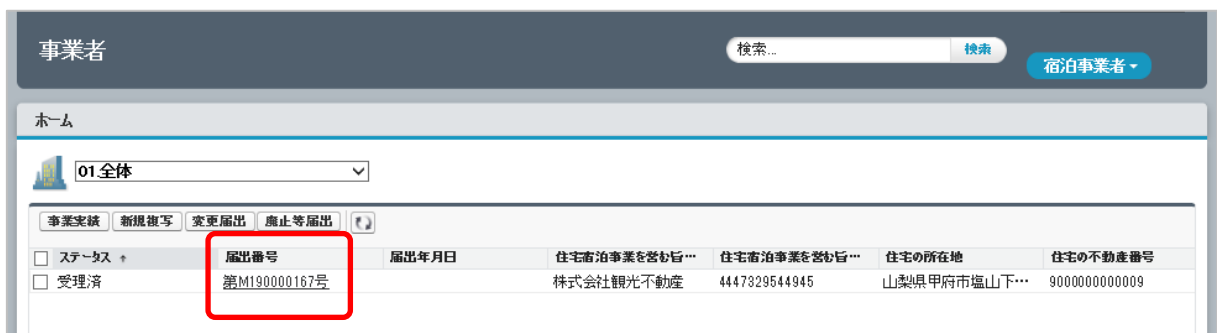 事業者
検索...
検索
宿泊事業者
ホーム
01.全体
事業実績 新規複写 変更届出 廃止等届出
ステータス ↑ 届出番号 届出年月日 住宅宿泊事業を営む旨… 住宅宿泊事業を営む旨… 住宅の所在地 住宅の不動産番号
受理済 第M190000167号 株式会社観光不動産 4447329544945 山梨県甲府市塩山下… 9000000000009